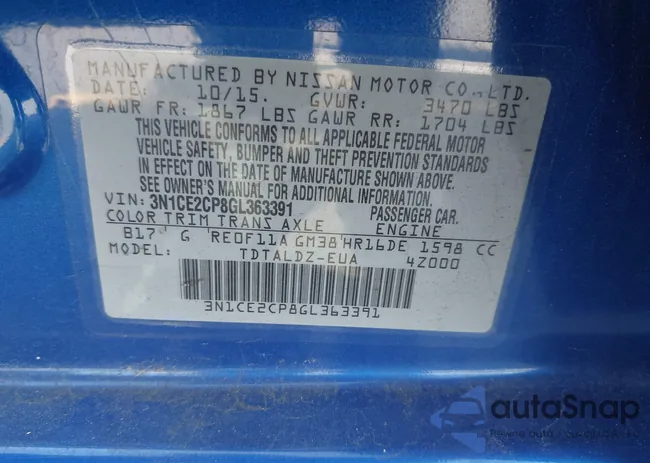 MANUFACTURED BY NISSAN MOTOR CO.,LTD.
DATE: 10/15. GVWR: 3470 LBS
GAWR FR: 1867 LBS GAWR RR: 1704 LBS
THIS VEHICLE CONFORMS TO ALL APPLICABLE FEDERAL MOTOR
VEHICLE SAFETY, BUMPER AND THEFT PREVENTION STANDARDS
IN EFFECT ON THE DATE OF MANUFACTURE SHOWN ABOVE.
SEE OWNER'S MANUAL FOR ADDITIONAL INFORMATION.
VIN: 3N1CE2CP8GL363391 PASSENGER CAR.
COLOR TRIM TRANS AXLE ENGINE
B17 G RE0F11A GM38 HR16DE 1598 CC
MODEL: TDTALDZ-EUA 4Z000
3N1CE2CP8GL363391
autoSnap